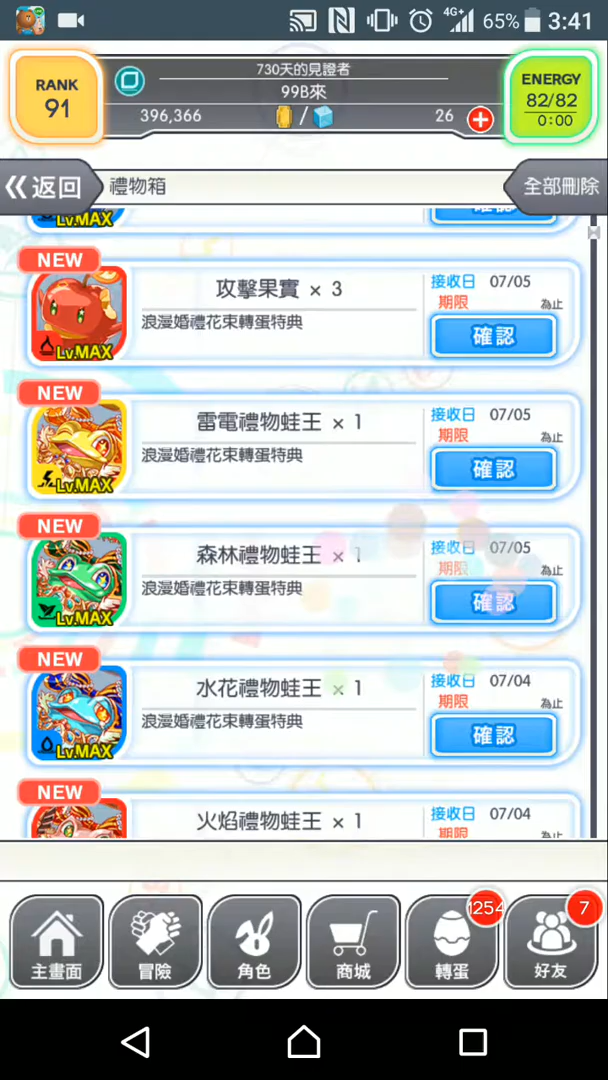 4G+ 65% 3:41
RANK
91
730天的見證者
99B來
396,366 / 26
ENERGY
82/82
0:00
返回 禮物箱 全部刪除
Lv.MAX
NEW
攻擊果實 × 3
浪漫婚禮花束轉蛋特典
接收日 07/05
期限 為止
確認
Lv.MAX
NEW
雷電禮物蛙王 × 1
浪漫婚禮花束轉蛋特典
接收日 07/05
期限 為止
確認
Lv.MAX
NEW
森林禮物蛙王 × 1
浪漫婚禮花束轉蛋特典
接收日 07/05
期限 為止
確認
Lv.MAX
NEW
水花禮物蛙王 × 1
浪漫婚禮花束轉蛋特典
接收日 07/04
期限 為止
確認
Lv.MAX
NEW
火焰禮物蛙王 × 1
接收日 07/04
期限
1254 7
主畫面 冒險 角色 商城 轉蛋 好友